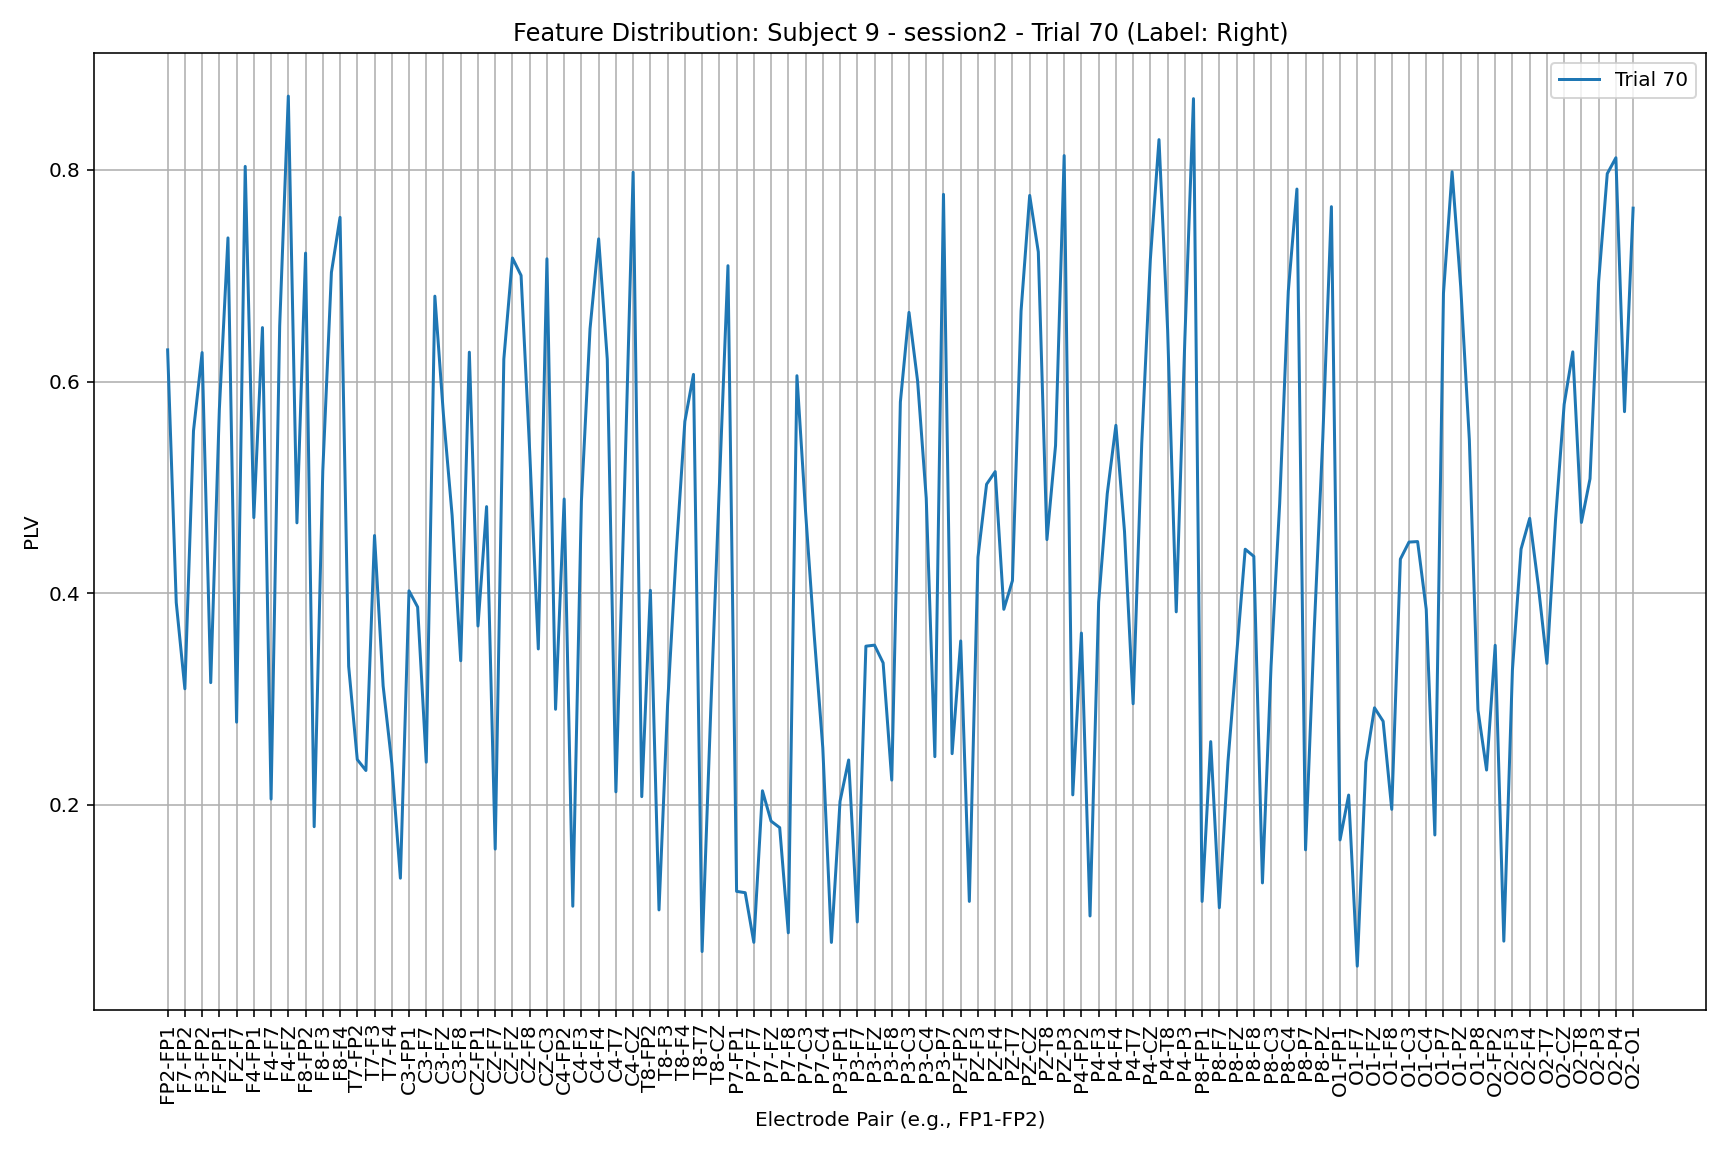 Feature Distribution: Subject 9 - session2 - Trial 70 (Label: Right)
Trial 70
PLV
0.8
0.6
0.4
0.2
FP2-FP1
F7-FP2
F3-FP2
FZ-FP1
FZ-F7
F4-FP1
F4-F7
F4-FZ
F8-FP2
F8-F3
F8-F4
T7-FP2
T7-F3
T7-F4
C3-FP1
C3-F7
C3-FZ
C3-F8
CZ-FP1
CZ-F7
CZ-FZ
CZ-F8
CZ-C3
C4-FP2
C4-F3
C4-F4
C4-T7
C4-CZ
T8-FP2
T8-F3
T8-F4
T8-T7
T8-CZ
P7-FP1
P7-F7
P7-FZ
P7-F8
P7-C3
P7-C4
P3-FP1
P3-F7
P3-FZ
P3-F8
P3-C3
P3-C4
P3-P7
PZ-FP2
PZ-F3
PZ-F4
PZ-T7
PZ-CZ
PZ-T8
PZ-P3
P4-FP2
P4-F3
P4-F4
P4-T7
P4-CZ
P4-T8
P4-P3
P8-FP1
P8-F7
P8-FZ
P8-F8
P8-C3
P8-C4
P8-P7
P8-PZ
O1-FP1
O1-F7
O1-FZ
O1-F8
O1-C3
O1-C4
O1-P7
O1-PZ
O1-P8
O2-FP2
O2-F3
O2-F4
O2-T7
O2-CZ
O2-T8
O2-P3
O2-P4
O2-O1
Electrode Pair (e.g., FP1-FP2)